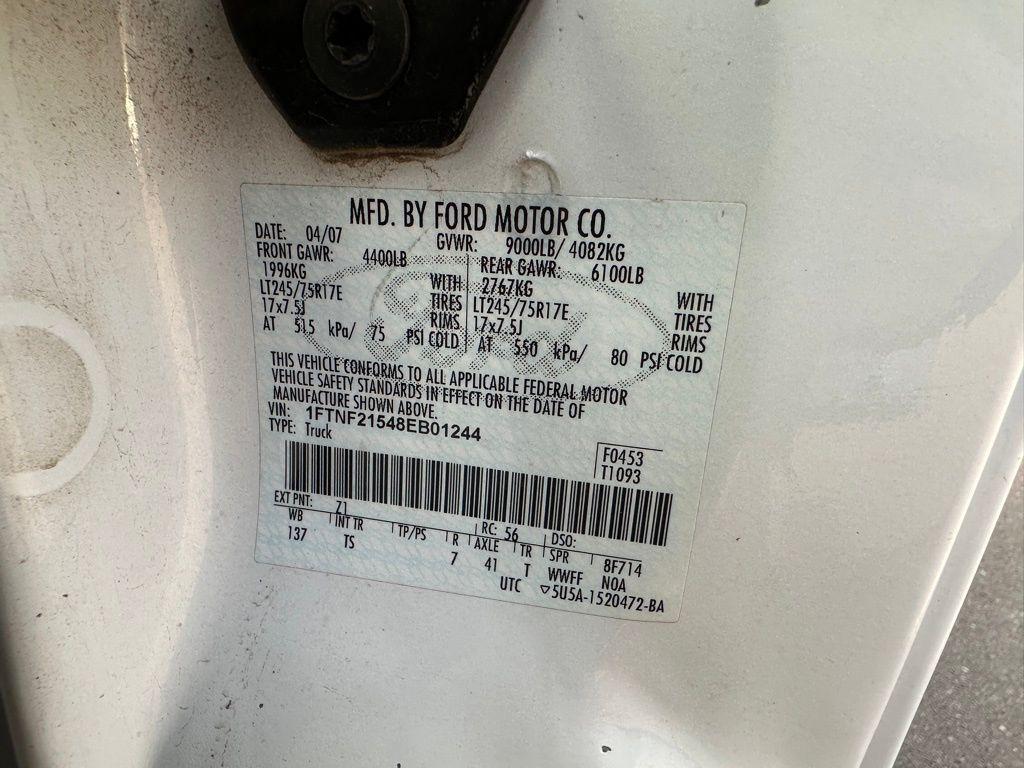 MFD. BY FORD MOTOR CO.
DATE: 04/07 GVWR: 9000LB/ 4082KG
FRONT GAWR: 4400LB REAR GAWR: 6100LB
1996KG WITH 2767KG WITH
LT245/75R17E TIRES LT245/75R17E TIRES
17x7.5J RIMS 17x7.5J RIMS
AT 515 kPa/ 75 PSI COLD AT 550 kPa/ 80 PSI COLD
THIS VEHICLE CONFORMS TO ALL APPLICABLE FEDERAL MOTOR
VEHICLE SAFETY STANDARDS IN EFFECT ON THE DATE OF
MANUFACTURE SHOWN ABOVE.
VIN: 1FTNF21548EB01244
TYPE: Truck
F0453
T1093
EXT PNT: Z1 RC: 56 DSO:
WB INT TR TP/PS R AXLE TR SPR 8F714
137 TS 7 41 T WWFF NOA
UTC ▽5U5A-1520472-BA